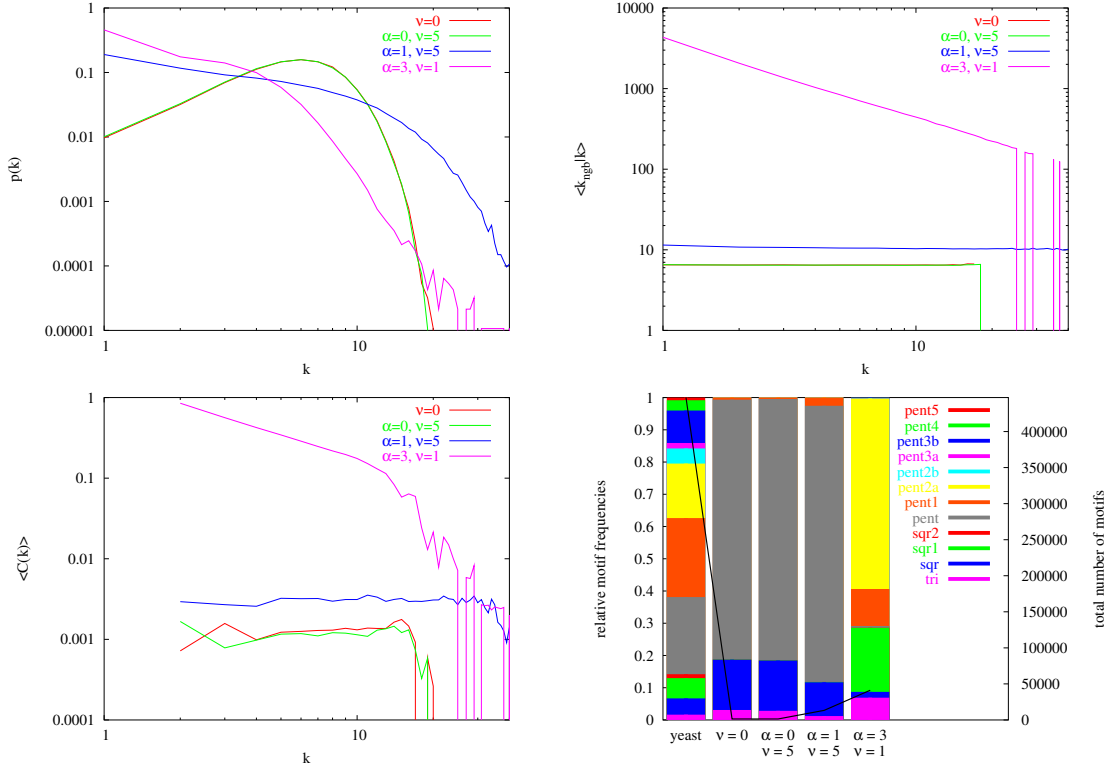 p(k)
1
0.1
0.01
0.001
0.0001
0.00001
1
10
k
ν=0
α=0, ν=5
α=1, ν=5
α=3, ν=1
<k_ngb|k>
10000
1000
100
10
1
1
10
k
ν=0
α=0, ν=5
α=1, ν=5
α=3, ν=1
<C(k)>
1
0.1
0.01
0.001
0.0001
1
10
k
ν=0
α=0, ν=5
α=1, ν=5
α=3, ν=1
relative motif frequencies
1
0.9
0.8
0.7
0.6
0.5
0.4
0.3
0.2
0.1
0
yeast
ν = 0
α = 0
ν = 5
α = 1
ν = 5
α = 3
ν = 1
pent5
pent4
pent3b
pent3a
pent2b
pent2a
pent1
pent
sqr2
sqr1
sqr
tri
400000
350000
300000
250000
200000
150000
100000
50000
0
total number of motifs